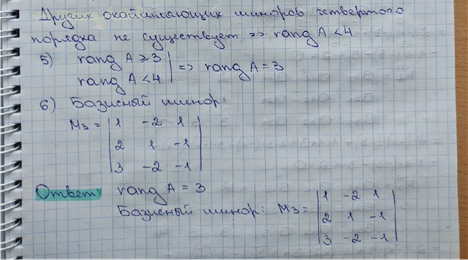 Других окаймляющих миноров четвертого
порядка не существует => rang A < 4
5) rang A ≥ 3
rang A < 4 | => rang A = 3
6) Базисный минор:
M₃ = | 1 -2 1 |
| 2 1 -1 |
| 3 -2 -1 |
Ответ: rang A = 3
Базисный минор: M₃ = | 1 -2 1 |
| 2 1 -1 |
| 3 -2 -1 |